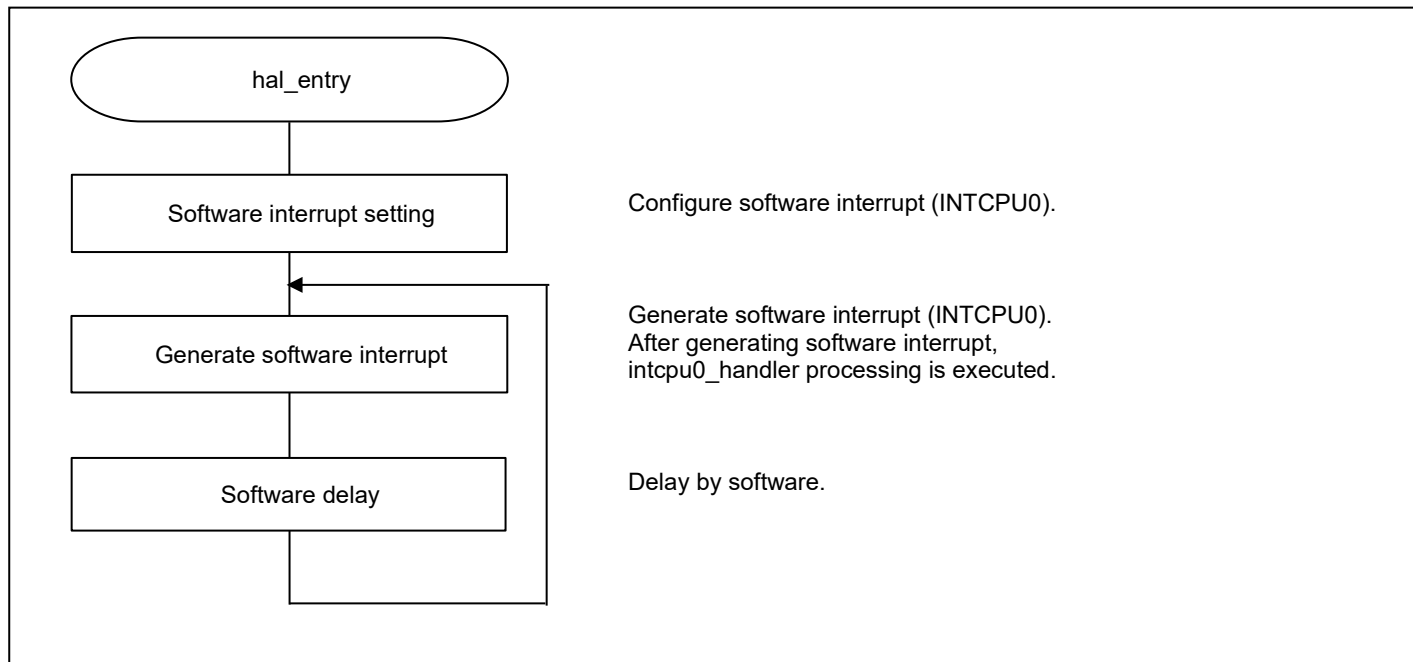 hal_entry
Software interrupt setting
Configure software interrupt (INTCPU0).
Generate software interrupt
Generate software interrupt (INTCPU0).
After generating software interrupt,
intcpu0_handler processing is executed.
Software delay
Delay by software.